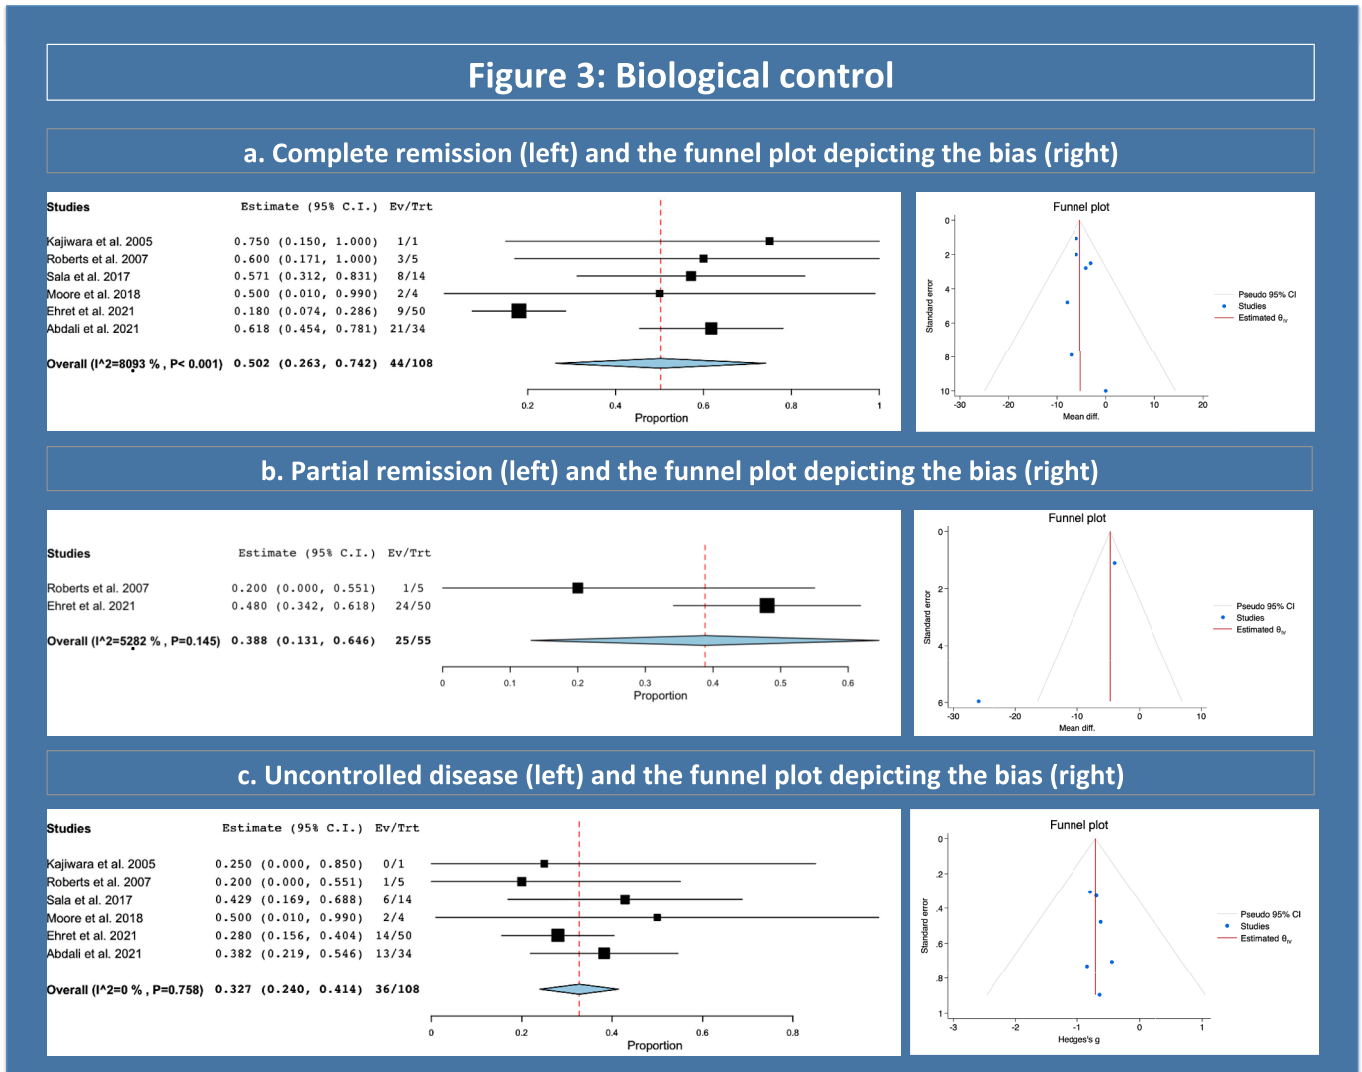 Figure 3: Biological control
a. Complete remission (left) and the funnel plot depicting the bias (right)
Studies Estimate (95% C.I.) Ev/Trt
Kajiwara et al. 2005 0.750 (0.150, 1.000) 1/1
Roberts et al. 2007 0.600 (0.171, 1.000) 3/5
Sala et al. 2017 0.571 (0.312, 0.831) 8/14
Moore et al. 2018 0.500 (0.010, 0.990) 2/4
Ehret et al. 2021 0.180 (0.074, 0.286) 9/50
Abdali et al. 2021 0.618 (0.454, 0.781) 21/34
Overall (I^2=8093 % , P< 0.001) 0.502 (0.263, 0.742) 44/108
0.2 0.4 0.6 0.8 1
Proportion
Funnel plot
Standard error
0
2
4
6
8
10
-30 -20 -10 0 10 20
Mean diff.
Pseudo 95% CI
Studies
Estimated θIV
b. Partial remission (left) and the funnel plot depicting the bias (right)
Studies Estimate (95% C.I.) Ev/Trt
Roberts et al. 2007 0.200 (0.000, 0.551) 1/5
Ehret et al. 2021 0.480 (0.342, 0.618) 24/50
Overall (I^2=5282 % , P=0.145) 0.388 (0.131, 0.646) 25/55
0 0.1 0.2 0.3 0.4 0.5 0.6
Proportion
Funnel plot
Standard error
0
2
4
6
-30 -20 -10 0 10
Mean diff.
Pseudo 95% CI
Studies
Estimated θIV
c. Uncontrolled disease (left) and the funnel plot depicting the bias (right)
Studies Estimate (95% C.I.) Ev/Trt
Kajiwara et al. 2005 0.250 (0.000, 0.850) 0/1
Roberts et al. 2007 0.200 (0.000, 0.551) 1/5
Sala et al. 2017 0.429 (0.169, 0.688) 6/14
Moore et al. 2018 0.500 (0.010, 0.990) 2/4
Ehret et al. 2021 0.280 (0.156, 0.404) 14/50
Abdali et al. 2021 0.382 (0.219, 0.546) 13/34
Overall (I^2=0 % , P=0.758) 0.327 (0.240, 0.414) 36/108
0 0.2 0.4 0.6 0.8
Proportion
Funnel plot
Standard error
0
.2
.4
.6
.8
1
-3 -2 -1 0 1
Hedges's g
Pseudo 95% CI
Studies
Estimated θIV